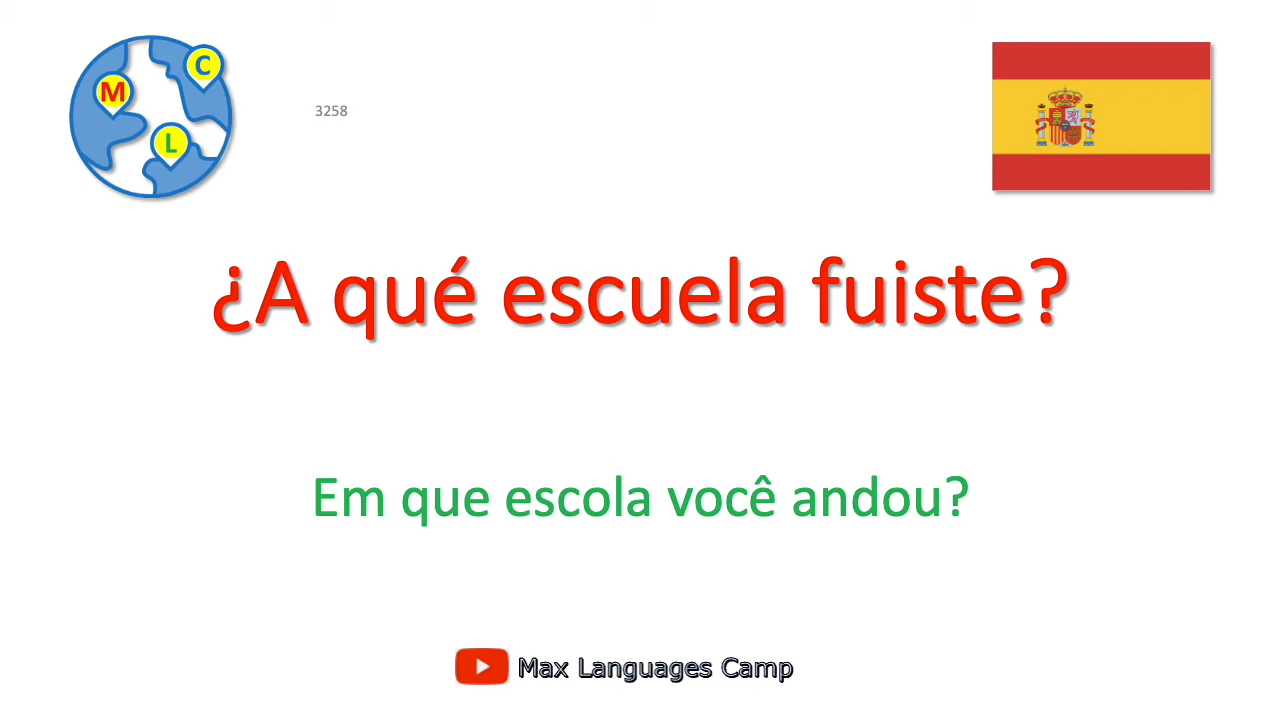 M
C
L
3258
¿A qué escuela fuiste?
Em que escola você andou?
Max Languages Camp